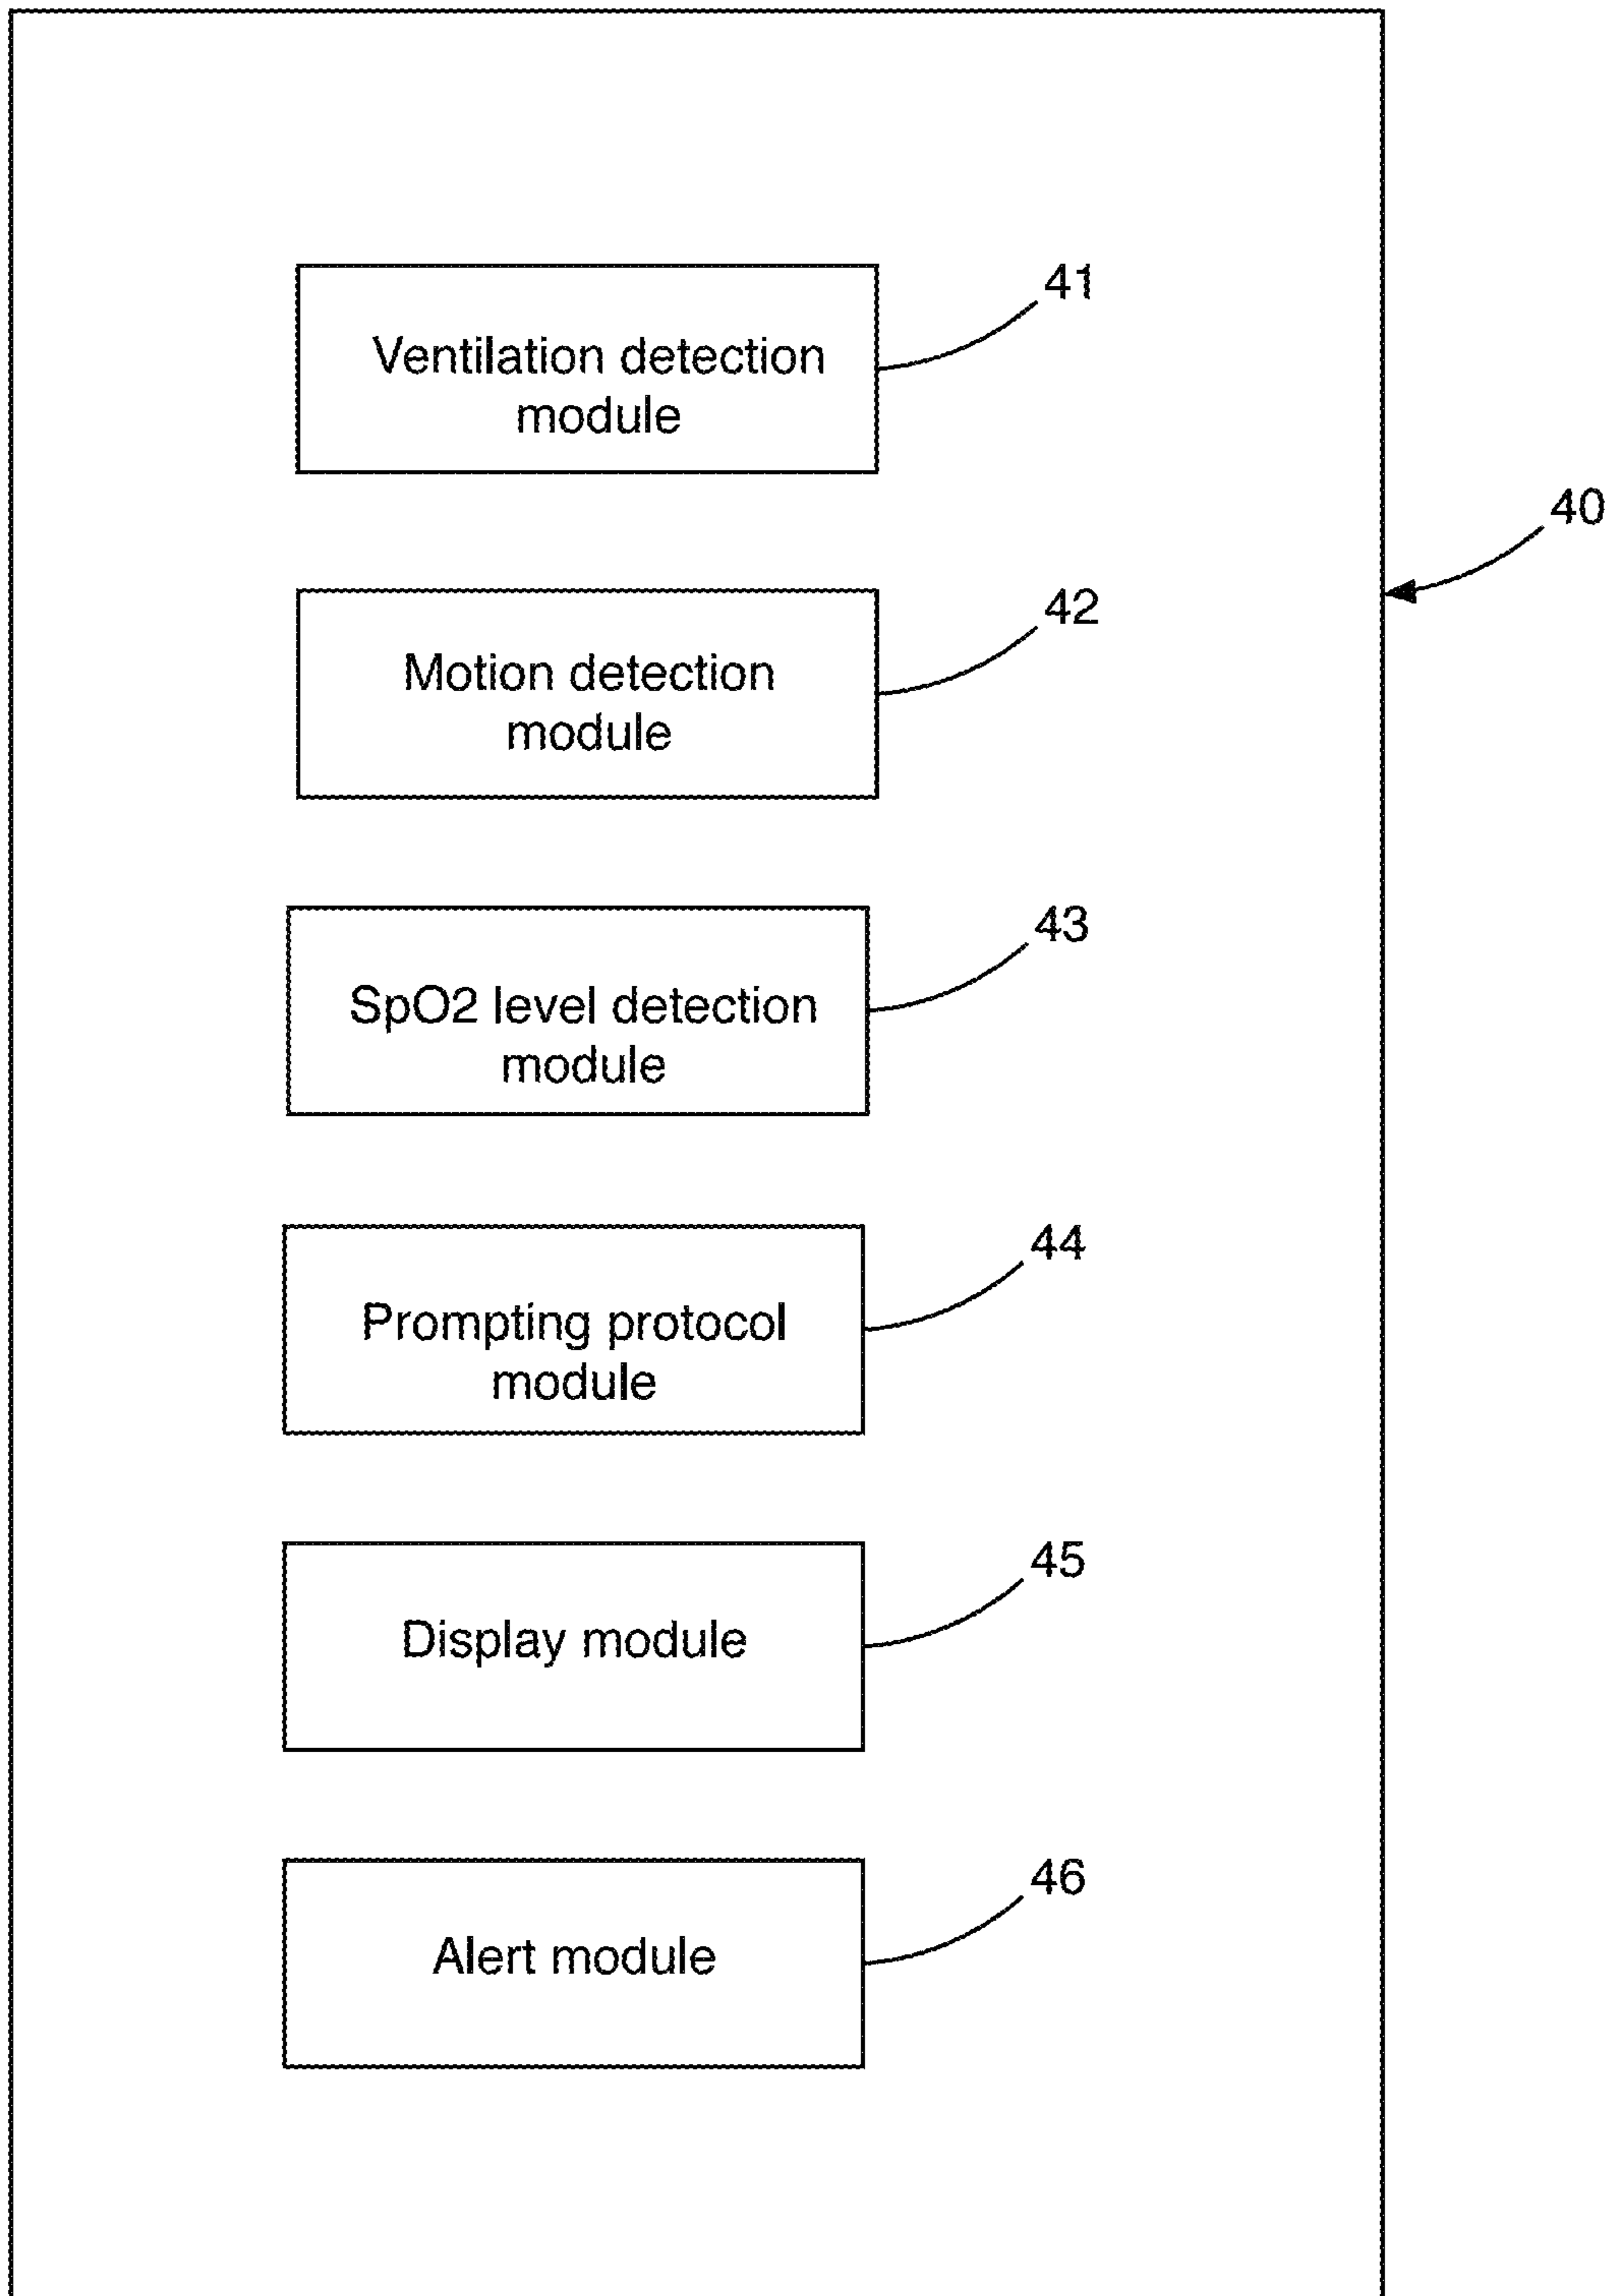 41
Ventilation detection
module
40
42
Motion detection
module
43
SpO2 level detection
module
44
Prompting protocol
module
45
Display module
46
Alert module